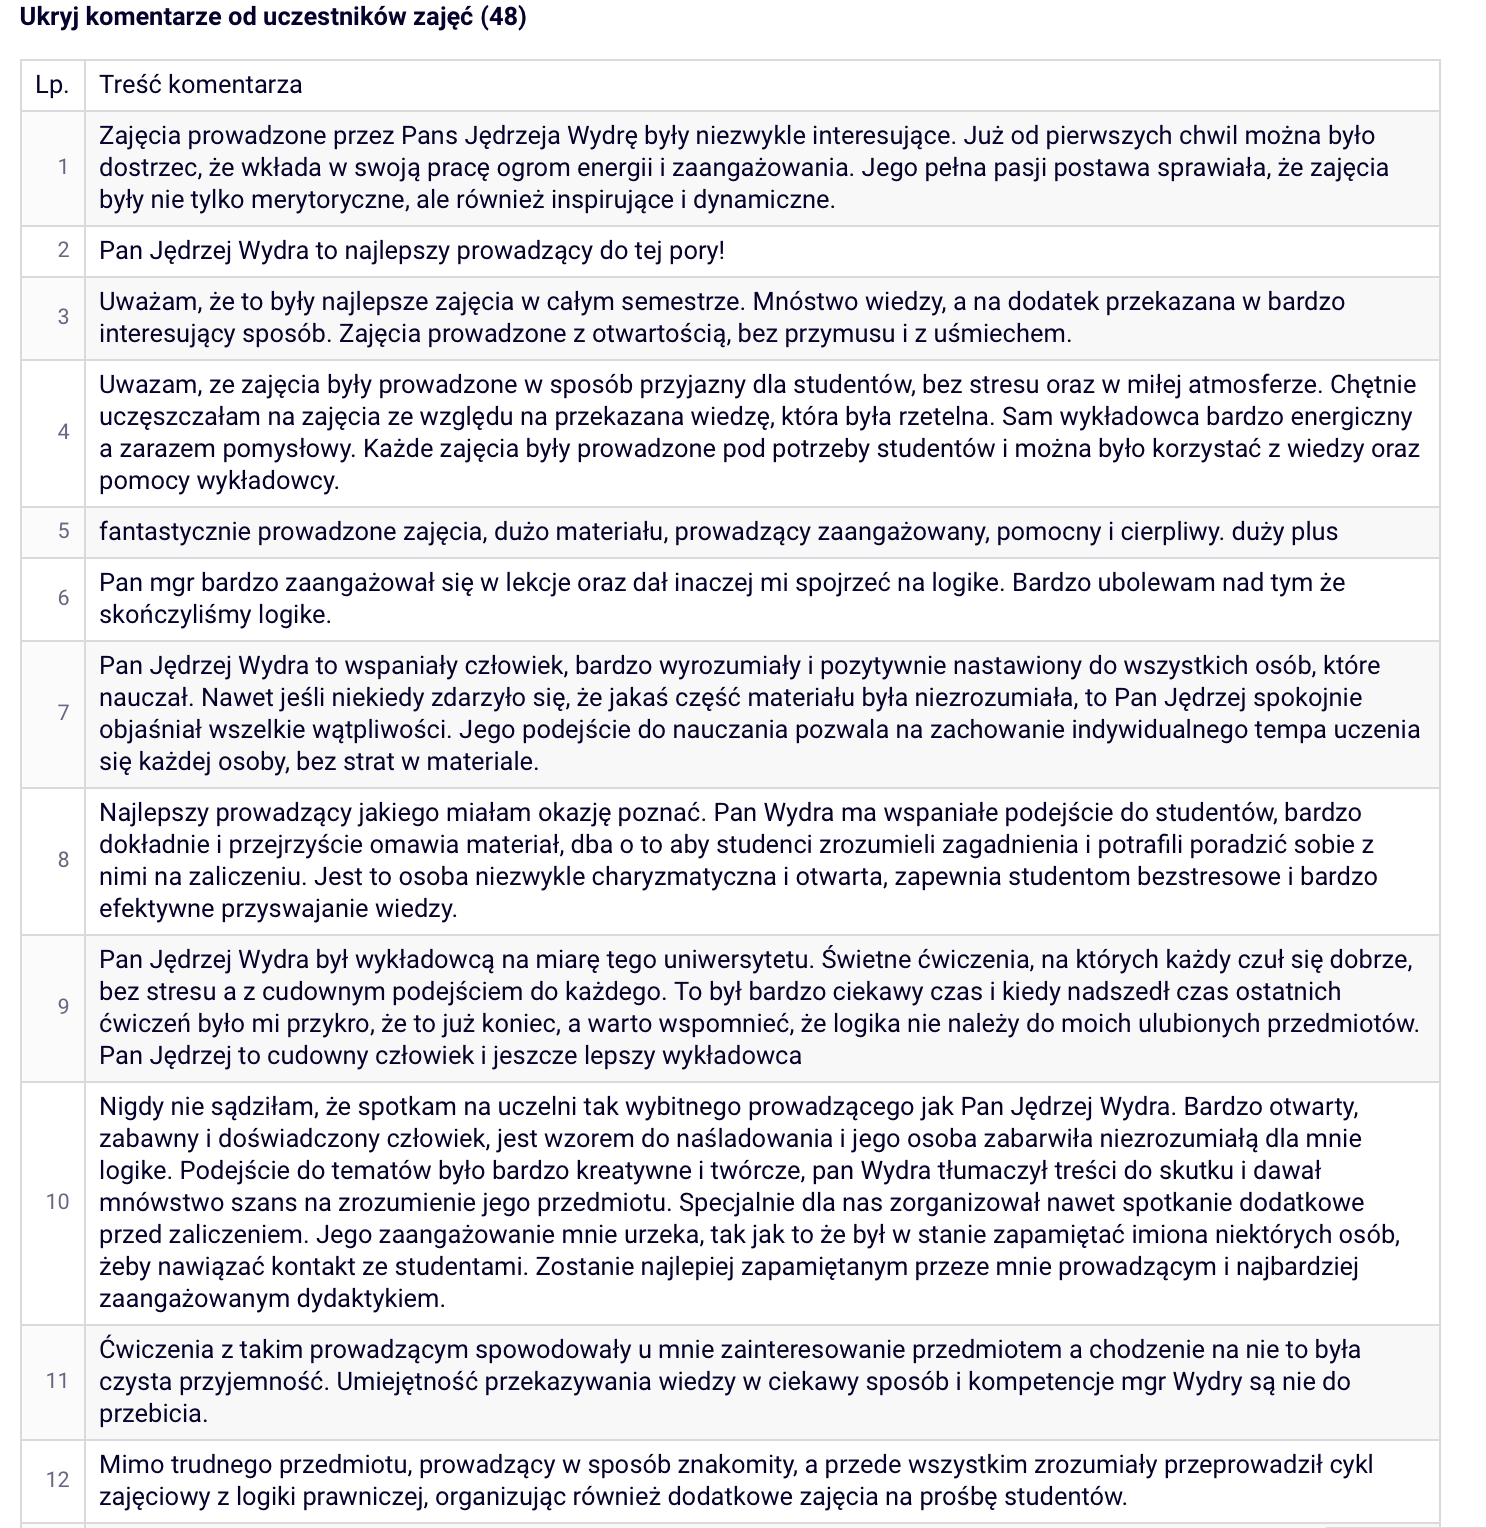 Ukryj komentarze od uczestników zajęć (48)
Lp. Treść komentarza
1 Zajęcia prowadzone przez Pans Jędrzeja Wydrę były niezwykle interesujące. Już od pierwszych chwil można było
dostrzec, że wkłada w swoją pracę ogrom energii i zaangażowania. Jego pełna pasji postawa sprawiała, że zajęcia
były nie tylko merytoryczne, ale również inspirujące i dynamiczne.
2 Pan Jędrzej Wydra to najlepszy prowadzący do tej pory!
3 Uważam, że to były najlepsze zajęcia w całym semestrze. Mnóstwo wiedzy, a na dodatek przekazana w bardzo
interesujący sposób. Zajęcia prowadzone z otwartością, bez przymusu i z uśmiechem.
4 Uwazam, ze zajęcia były prowadzone w sposób przyjazny dla studentów, bez stresu oraz w miłej atmosferze. Chętnie
uczęszczałam na zajęcia ze względu na przekazana wiedzę, która była rzetelna. Sam wykładowca bardzo energiczny
a zarazem pomysłowy. Każde zajęcia były prowadzone pod potrzeby studentów i można było korzystać z wiedzy oraz
pomocy wykładowcy.
5 fantastycznie prowadzone zajęcia, dużo materiału, prowadzący zaangażowany, pomocny i cierpliwy. duży plus
6 Pan mgr bardzo zaangażował się w lekcje oraz dał inaczej mi spojrzeć na logike. Bardzo ubolewam nad tym że
skończyliśmy logike.
7 Pan Jędrzej Wydra to wspaniały człowiek, bardzo wyrozumiały i pozytywnie nastawiony do wszystkich osób, które
nauczał. Nawet jeśli niekiedy zdarzyło się, że jakaś część materiału była niezrozumiała, to Pan Jędrzej spokojnie
objaśniał wszelkie wątpliwości. Jego podejście do nauczania pozwala na zachowanie indywidualnego tempa uczenia
się każdej osoby, bez strat w materiale.
8 Najlepszy prowadzący jakiego miałam okazję poznać. Pan Wydra ma wspaniałe podejście do studentów, bardzo
dokładnie i przejrzyście omawia materiał, dba o to aby studenci zrozumieli zagadnienia i potrafili poradzić sobie z
nimi na zaliczeniu. Jest to osoba niezwykle charyzmatyczna i otwarta, zapewnia studentom bezstresowe i bardzo
efektywne przyswajanie wiedzy.
9 Pan Jędrzej Wydra był wykładowcą na miarę tego uniwersytetu. Świetne ćwiczenia, na których każdy czuł się dobrze,
bez stresu a z cudownym podejściem do każdego. To był bardzo ciekawy czas i kiedy nadszedł czas ostatnich
ćwiczeń było mi przykro, że to już koniec, a warto wspomnieć, że logika nie należy do moich ulubionych przedmiotów.
Pan Jędrzej to cudowny człowiek i jeszcze lepszy wykładowca
10 Nigdy nie sądziłam, że spotkam na uczelni tak wybitnego prowadzącego jak Pan Jędrzej Wydra. Bardzo otwarty,
zabawny i doświadczony człowiek, jest wzorem do naśladowania i jego osoba zabarwiła niezrozumiałą dla mnie
logike. Podejście do tematów było bardzo kreatywne i twórcze, pan Wydra tłumaczył treści do skutku i dawał
mnówstwo szans na zrozumienie jego przedmiotu. Specjalnie dla nas zorganizował nawet spotkanie dodatkowe
przed zaliczeniem. Jego zaangażowanie mnie urzeka, tak jak to że był w stanie zapamiętać imiona niektórych osób,
żeby nawiązać kontakt ze studentami. Zostanie najlepiej zapamiętanym przeze mnie prowadzącym i najbardziej
zaangażowanym dydaktykiem.
11 Ćwiczenia z takim prowadzącym spowodowały u mnie zainteresowanie przedmiotem a chodzenie na nie to była
czysta przyjemność. Umiejętność przekazywania wiedzy w ciekawy sposób i kompetencje mgr Wydry są nie do
przebicia.
12 Mimo trudnego przedmiotu, prowadzący w sposób znakomity, a przede wszystkim zrozumiały przeprowadził cykl
zajęciowy z logiki prawniczej, organizując również dodatkowe zajęcia na prośbę studentów.